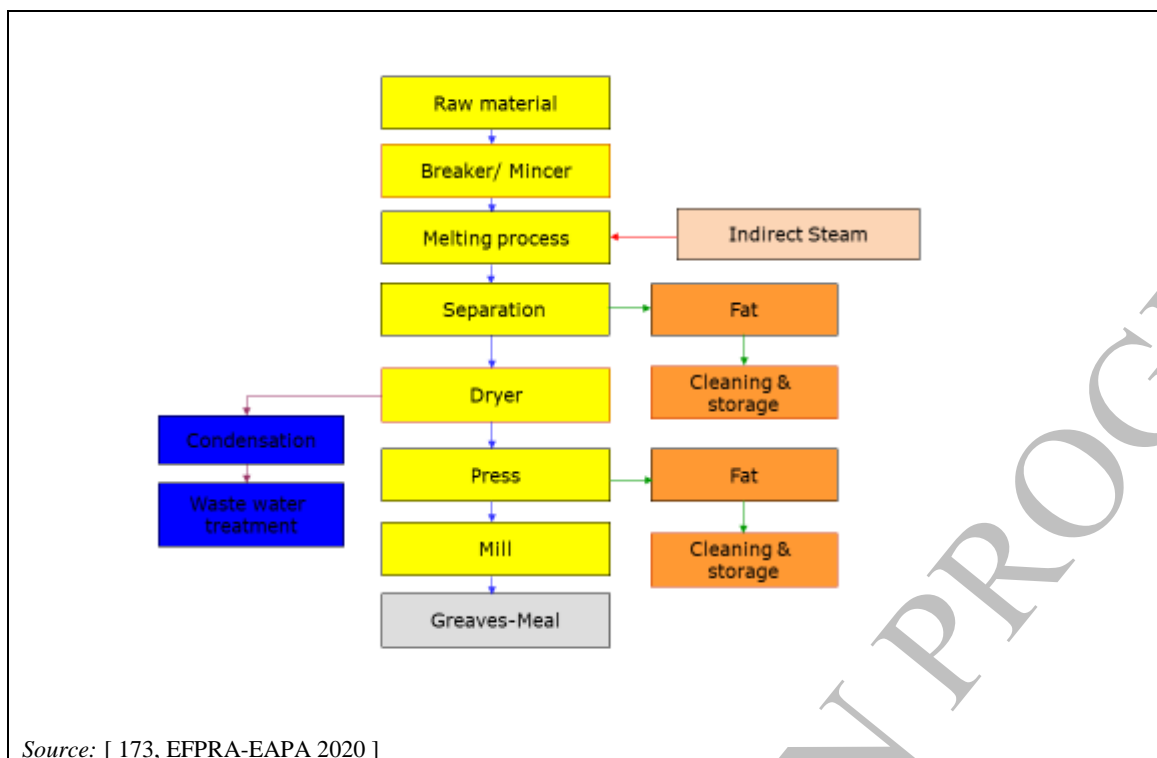 Raw material
Breaker/ Mincer
Melting process
Indirect Steam
Separation
Fat
Dryer
Cleaning &
storage
Condensation
Press
Fat
Waste water
treatment
Mill
Cleaning &
storage
Greaves-Meal
Source: [ 173, EFPRA-EAPA 2020 ]